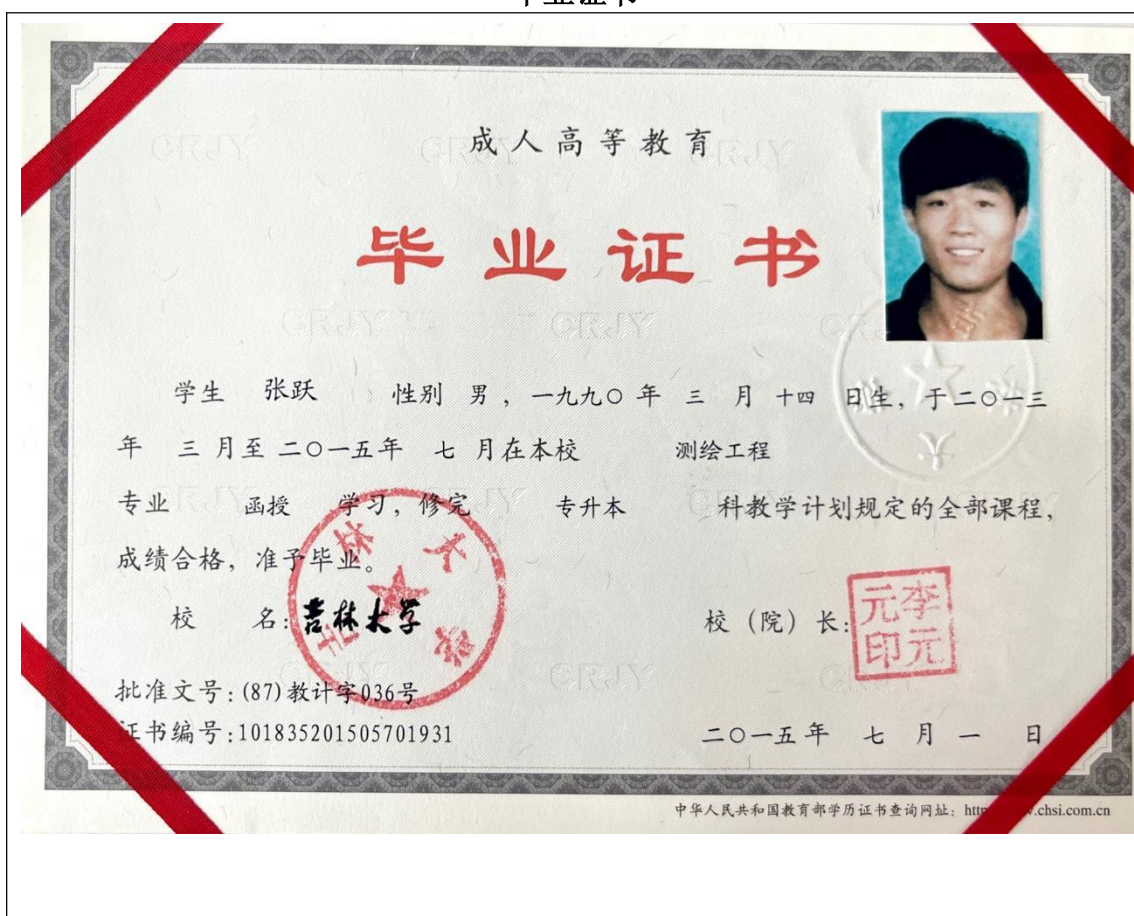 毕业证书
成人高等教育
毕业证书
学生 张跃 性别 男，一九九〇年 三 月 十四 日生，于二〇一三
年 三 月至 二〇一五年 七 月在本校 测绘工程
专业 函授 学习，修完 专升本 科教学计划规定的全部课程，
成绩合格，准予毕业。
校 名：吉林大学
校（院）长：李元元印
批准文号：(87)教计字036号
证书编号：101835201505701931
二〇一五年 七 月 一 日
中华人民共和国教育部学历证书查询网址：http .chsi.com.cn